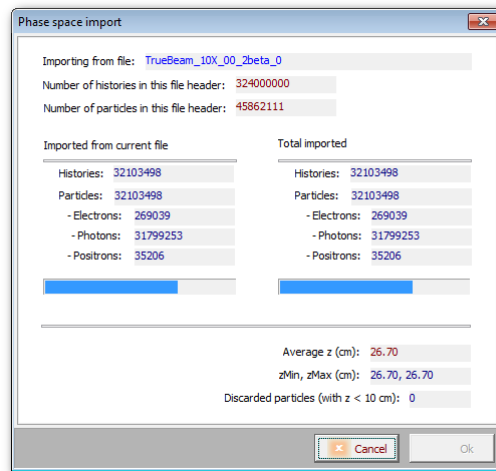 Phase space import
Importing from file: TrueBeam_10X_00_2beta_0
Number of histories in this file header: 324000000
Number of particles in this file header: 45862111
Imported from current file Total imported
Histories: 32103498 Histories: 32103498
Particles: 32103498 Particles: 32103498
- Electrons: 269039 - Electrons: 269039
- Photons: 31799253 - Photons: 31799253
- Positrons: 35206 - Positrons: 35206
Average z (cm): 26.70
zMin, zMax (cm): 26.70, 26.70
Discarded particles (with z < 10 cm): 0
Cancel Ok